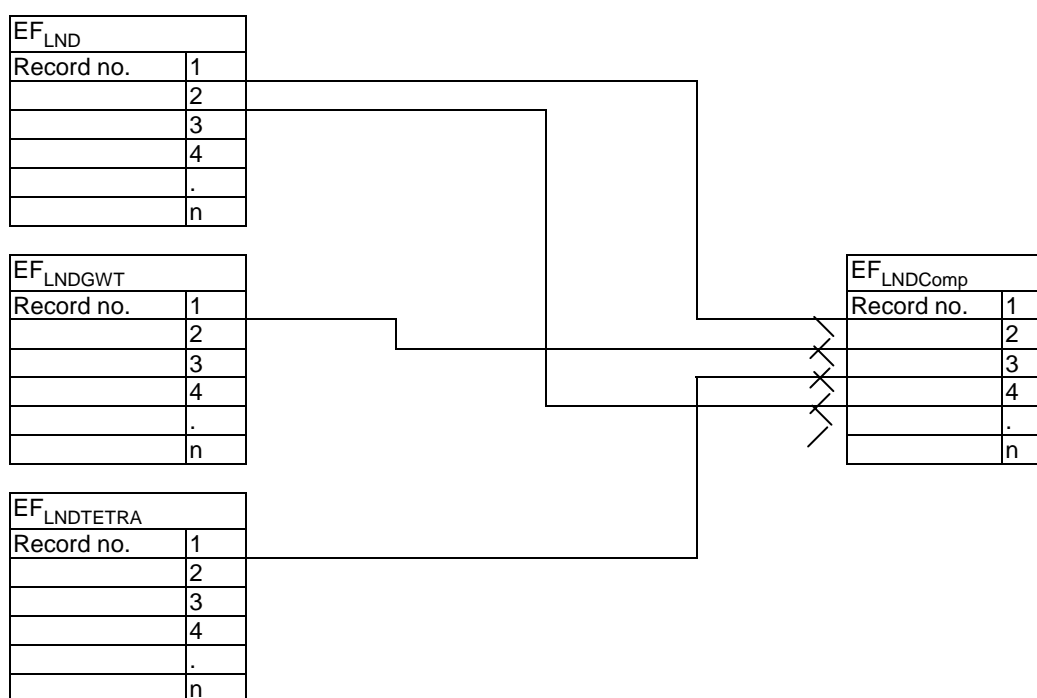 EFLND
Record no. 1
2
3
4
.
n
EFLNDGWT
Record no. 1
2
3
4
.
n
EFLNDComp
Record no. 1
2
3
4
.
n
EFLNDTETRA
Record no. 1
2
3
4
.
n